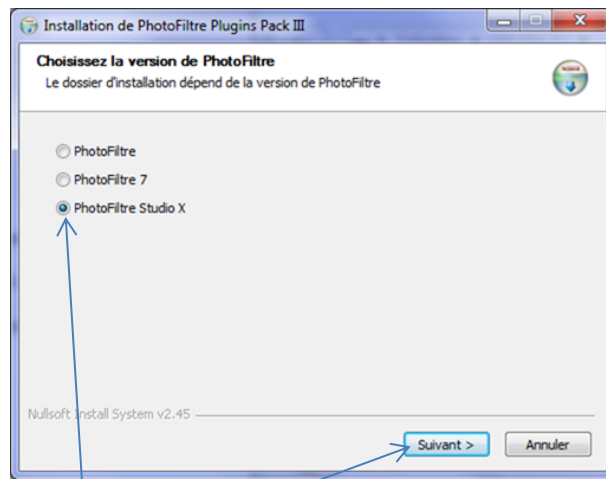 Installation de PhotoFiltre Plugins Pack III
Choisissez la version de PhotoFiltre
Le dossier d'installation dépend de la version de PhotoFiltre
PhotoFiltre
PhotoFiltre 7
PhotoFiltre Studio X
Nullsoft Install System v2.45
Suivant >
Annuler